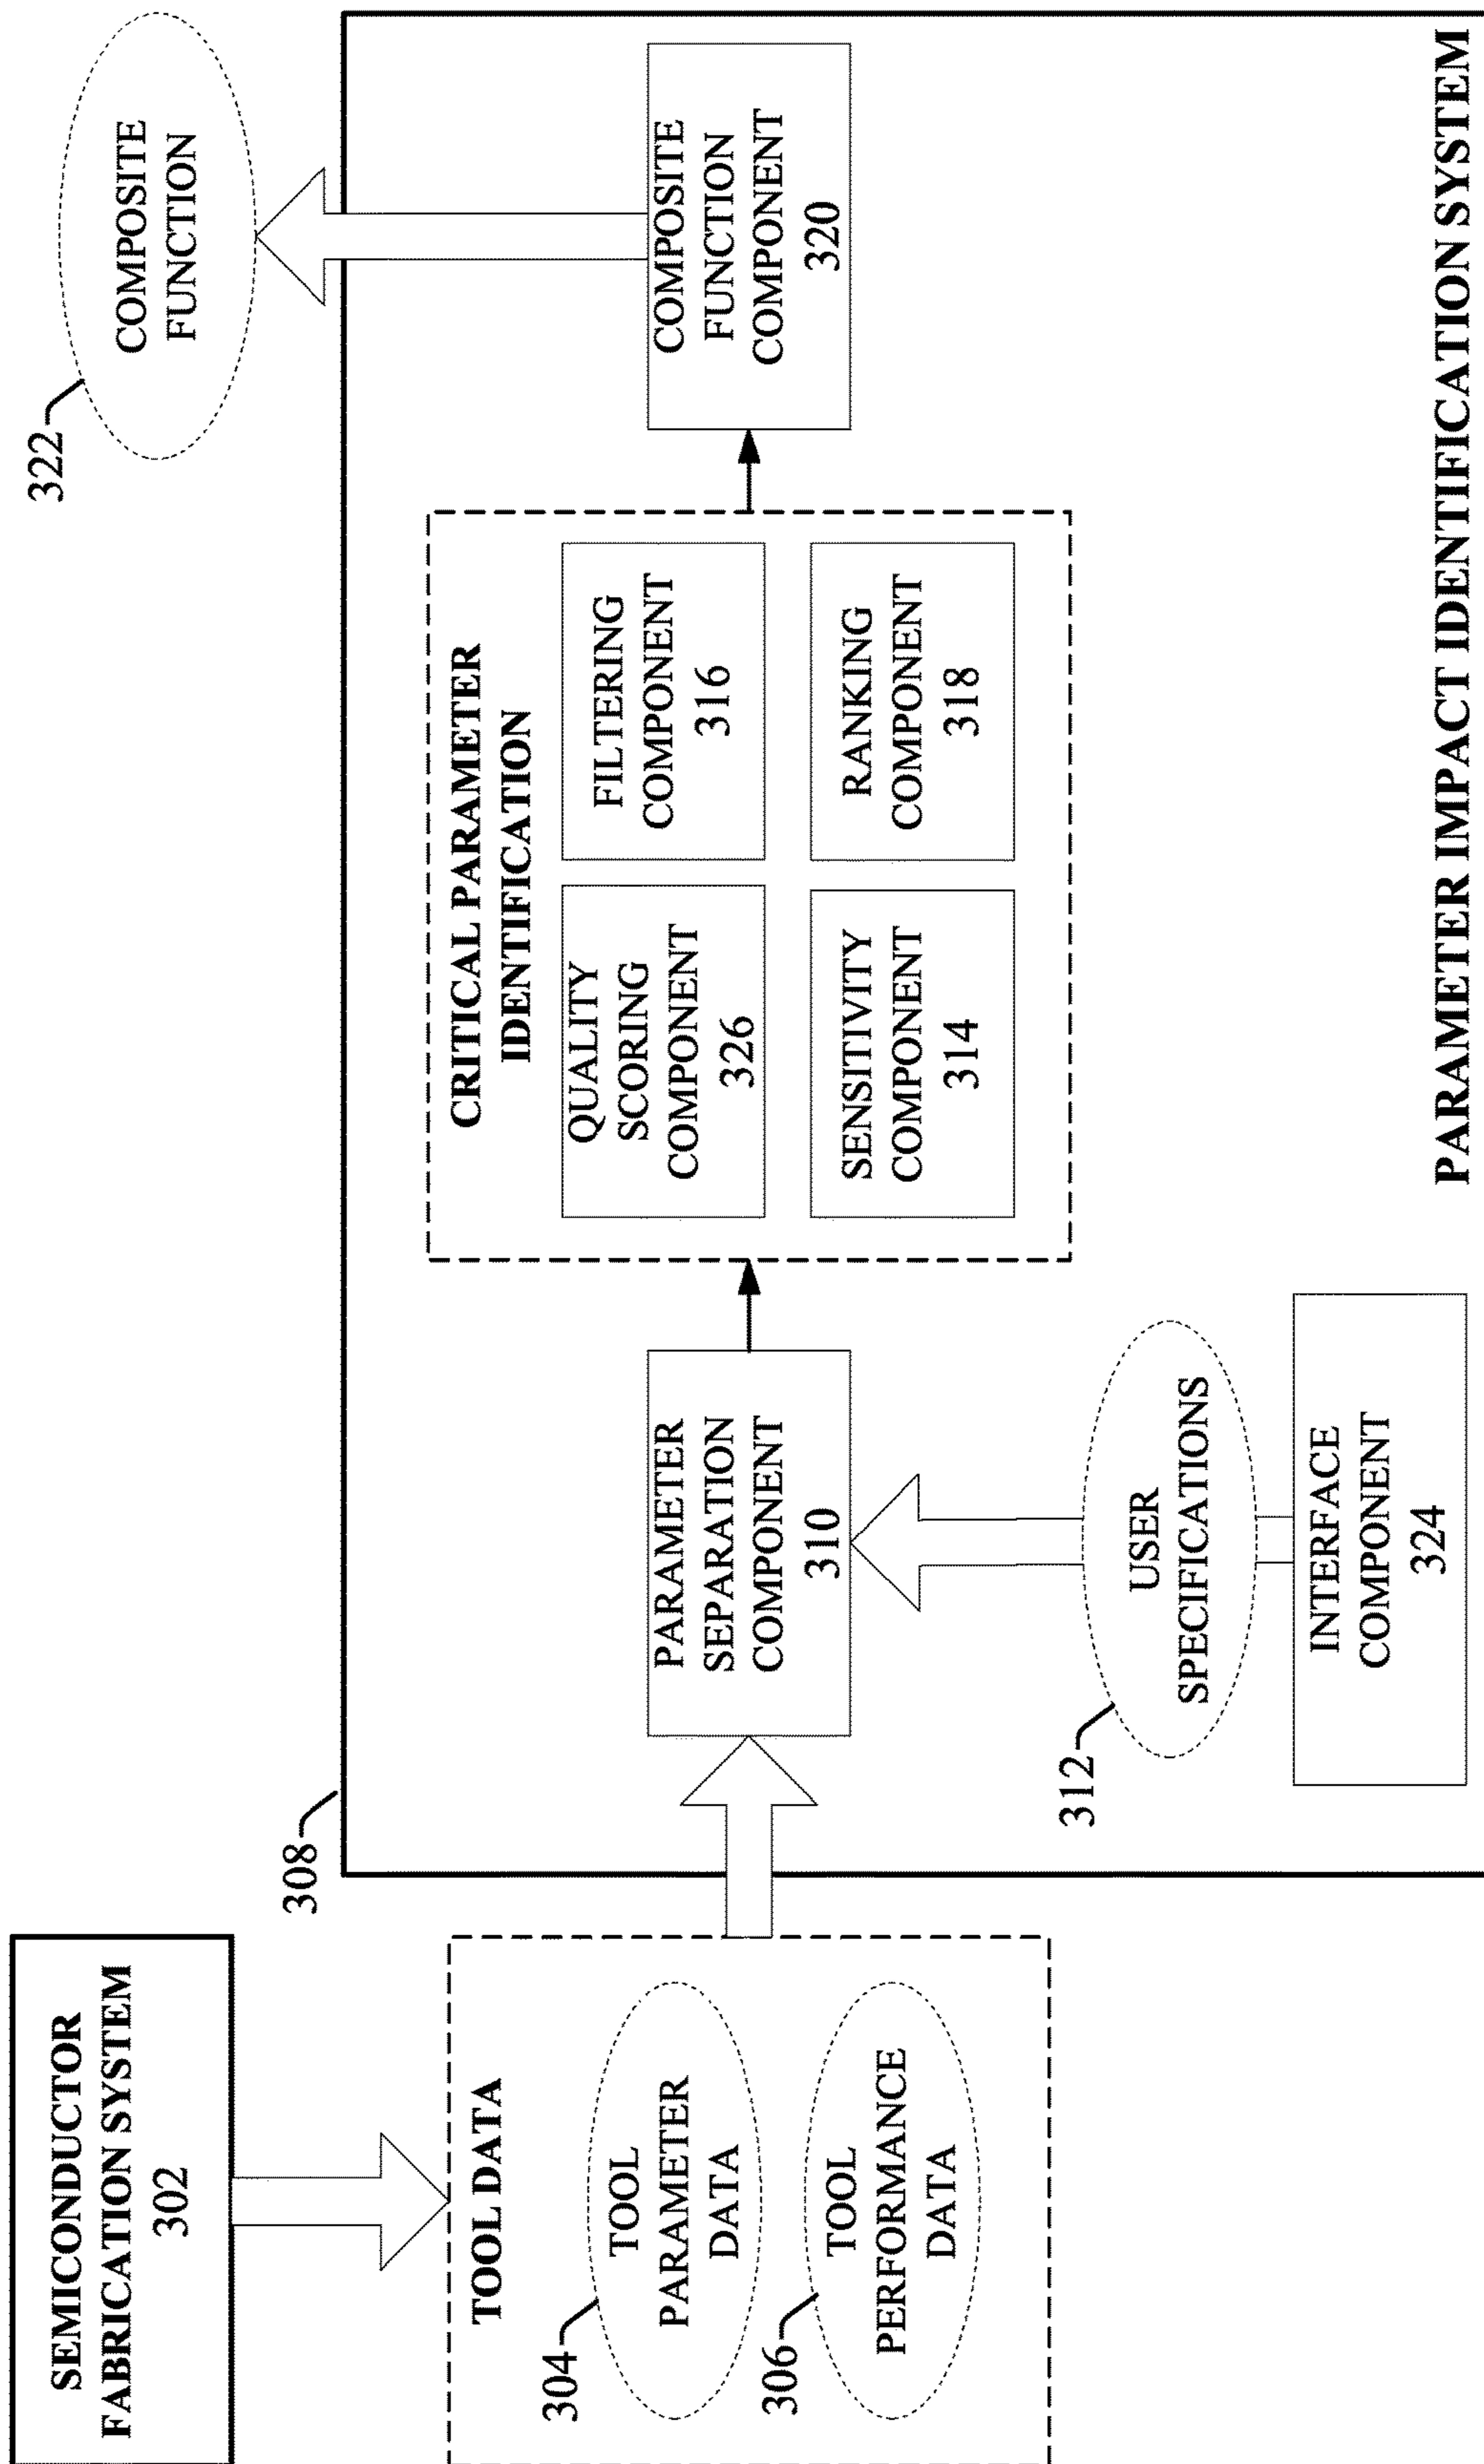 SEMICONDUCTOR
FABRICATION SYSTEM
302
TOOL DATA
304
TOOL
PARAMETER
DATA
306
TOOL
PERFORMANCE
DATA
308
PARAMETER
SEPARATION
COMPONENT
310
312
USER
SPECIFICATIONS
INTERFACE
COMPONENT
324
CRITICAL PARAMETER
IDENTIFICATION
QUALITY
SCORING
COMPONENT
326
FILTERING
COMPONENT
316
SENSITIVITY
COMPONENT
314
RANKING
COMPONENT
318
322
COMPOSITE
FUNCTION
COMPOSITE
FUNCTION
COMPONENT
320
PARAMETER IMPACT IDENTIFICATION SYSTEM